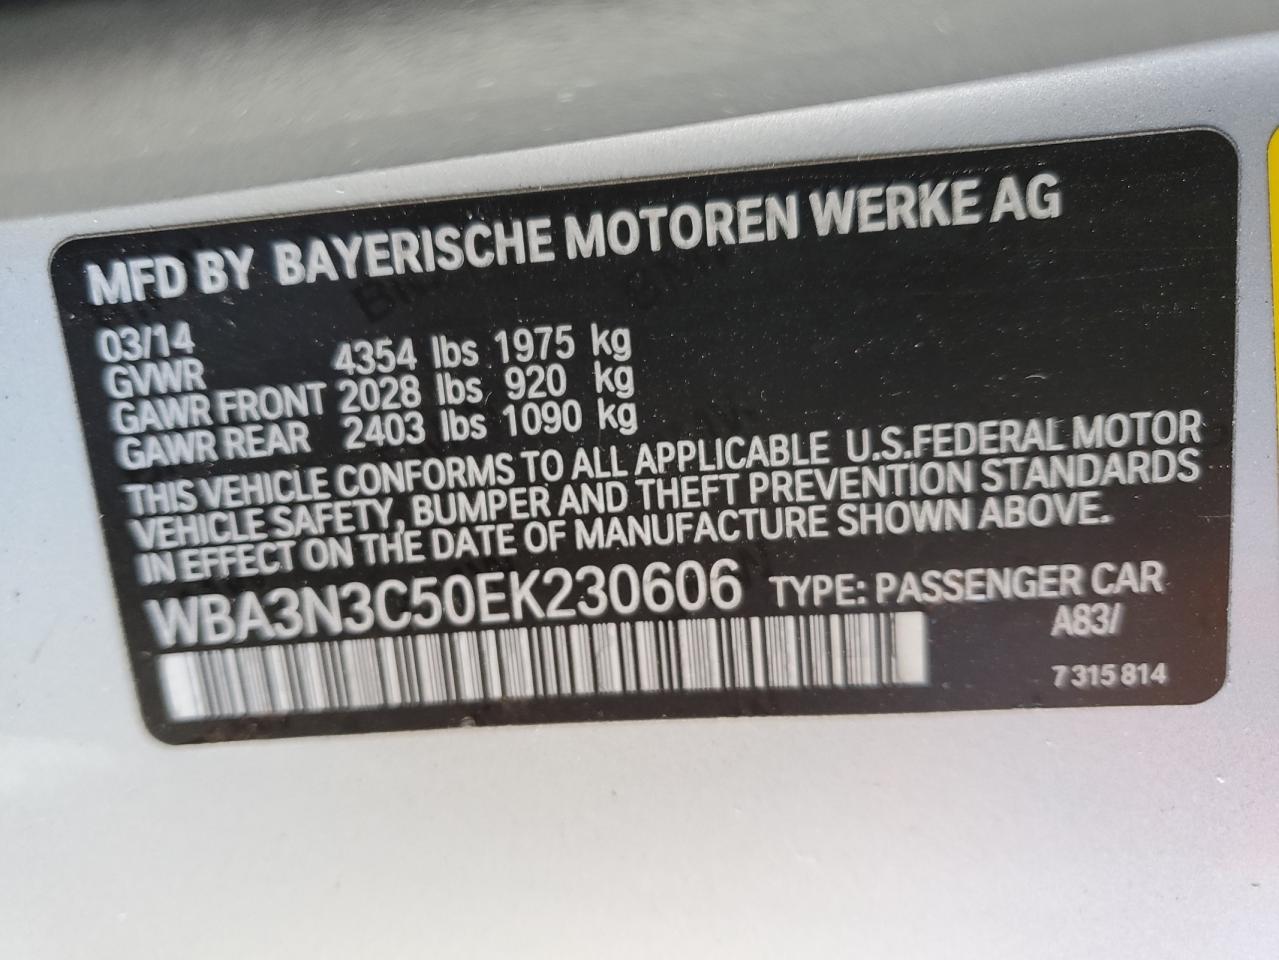 MFD BY BAYERISCHE MOTOREN WERKE AG
03/14
GVWR 4354 lbs 1975 kg
GAWR FRONT 2028 lbs 920 kg
GAWR REAR 2403 lbs 1090 kg
THIS VEHICLE CONFORMS TO ALL APPLICABLE U.S.FEDERAL MOTOR
VEHICLE SAFETY, BUMPER AND THEFT PREVENTION STANDARDS
IN EFFECT ON THE DATE OF MANUFACTURE SHOWN ABOVE.
WBA3N3C50EK230606 TYPE: PASSENGER CAR
A83/
7 315 814